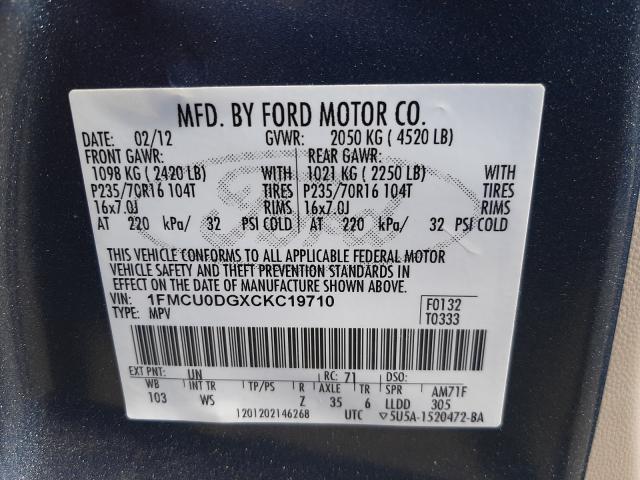 MFD. BY FORD MOTOR CO.
DATE: 02/12 GVWR: 2050 KG ( 4520 LB)
FRONT GAWR: REAR GAWR:
1098 KG ( 2420 LB) WITH 1021 KG ( 2250 LB) WITH
P235/70R16 104T TIRES P235/70R16 104T TIRES
16x7.0J RIMS 16x7.0J RIMS
AT 220 kPa/ 32 PSI COLD AT 220 kPa/ 32 PSI COLD
Ford
THIS VEHICLE CONFORMS TO ALL APPLICABLE FEDERAL MOTOR
VEHICLE SAFETY AND THEFT PREVENTION STANDARDS IN
EFFECT ON THE DATE OF MANUFACTURE SHOWN ABOVE.
VIN: 1FMCU0DGXCKC19710 F0132
TYPE: MPV T0333
EXT PNT: UN RC: 71 DSO:
WB INT TR TP/PS R AXLE TR SPR AM71F
103 WS Z 35 6 LLDD 305
1201202146268 UTC ▽5U5A-1520472-BA